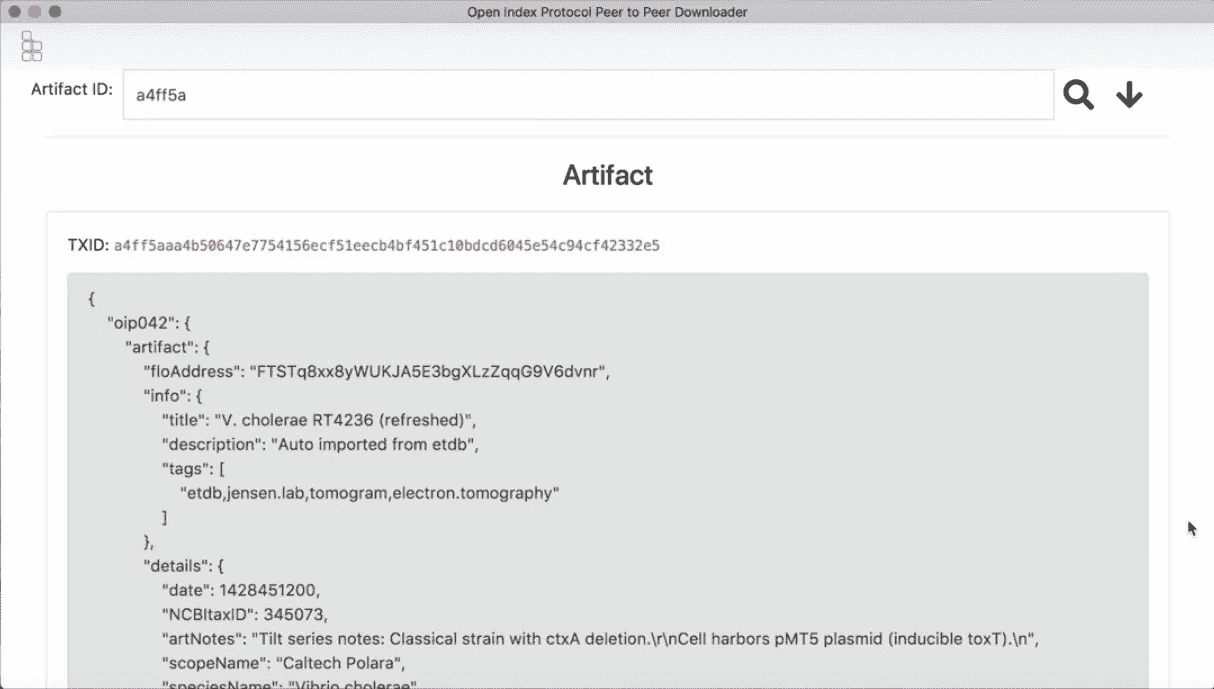 Open Index Protocol Peer to Peer Downloader
Artifact ID: a4ff5a
Artifact
TXID: a4ff5aaa4b50647e7754156ecf51eecb4bf451c10bdcd6045e54c94cf42332e5
{
"oip042": {
"artifact": {
"floAddress": "FTSTq8xx8yWUKJA5E3bgXLzZqqG9V6dvnr",
"info": {
"title": "V. cholerae RT4236 (refreshed)",
"description": "Auto imported from etdb",
"tags": [
"etdb,jensen.lab,tomogram,electron.tomography"
]
},
"details": {
"date": 1428451200,
"NCBItaxID": 345073,
"artNotes": "Tilt series notes: Classical strain with ctxA deletion.\r\nCell harbors pMT5 plasmid (inducible toxT).\n",
"scopeName": "Caltech Polara",
"speciesName": "Vibrio cholerae"